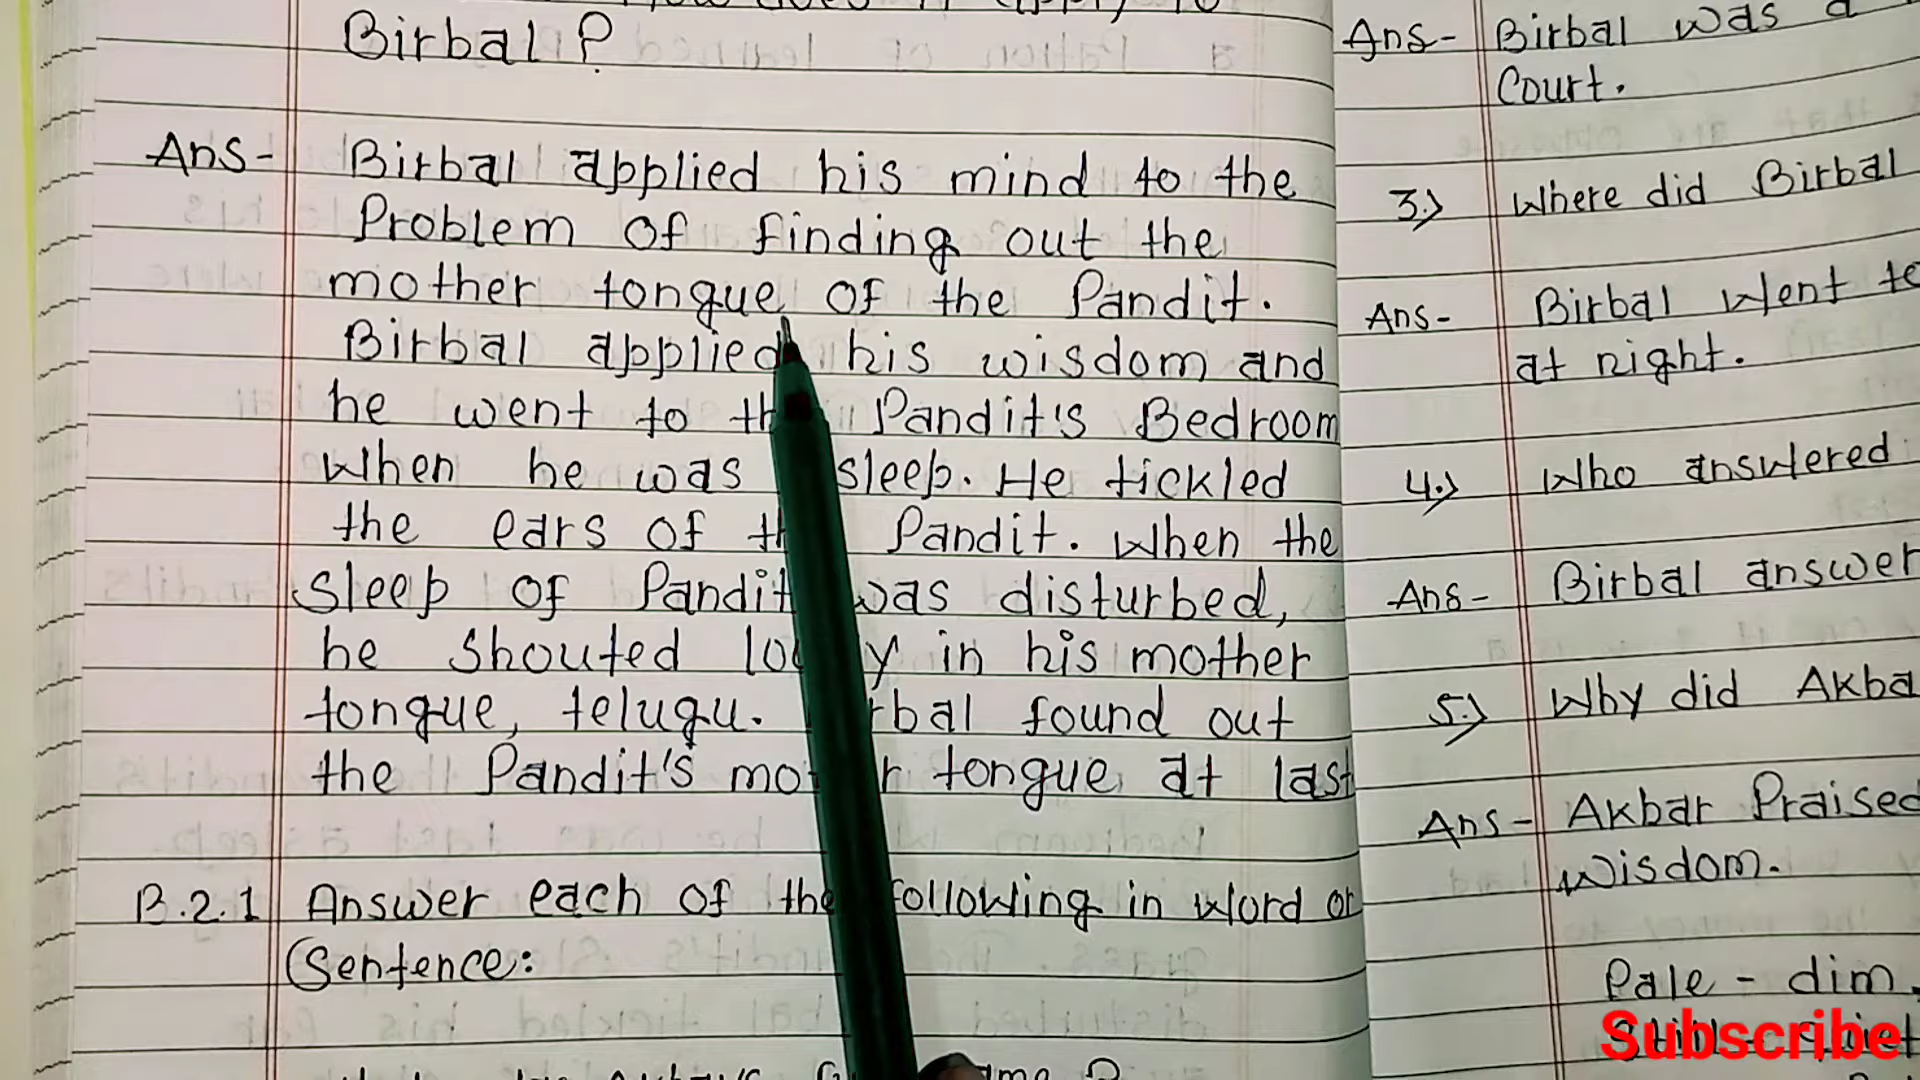 Birbal?
Ans- Birbal applied his mind to the
Problem of finding out the
mother tongue of the Pandit.
Birbal applied his wisdom and
he went to the Pandit's Bedroom
When he was sleep. He tickled
the ears of the Pandit. When the
sleep of Pandit was disturbed,
he shouted in his mother
tongue, telugu. Birbal found out
the Pandit's mother tongue at last
B.2.1 Answer each of the following in word or
Sentence:
Ans- Birbal was a
Court.
3.) Where did Birbal
Ans- Birbal went to
at night.
4.) Who answered
Ans- Birbal answer
5.) Why did Akba
Ans- Akbar Praised
wisdom.
Pale - dim.
Subscribe